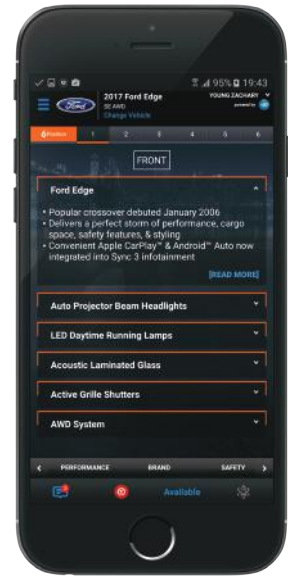 95% 19:43
Ford
2017 Ford Edge
SE AWD
Change Vehicle
YOUNG ZACHARY
powered by
6Position 1 2 3 4 5 6
FRONT
Ford Edge
• Popular crossover debuted January 2006
• Delivers a perfect storm of performance, cargo
space, safety features, & styling
• Convenient Apple CarPlay™ & Android™ Auto now
integrated into Sync 3 infotainment
[READ MORE]
Auto Projector Beam Headlights
LED Daytime Running Lamps
Acoustic Laminated Glass
Active Grille Shutters
AWD System
PERFORMANCE BRAND SAFETY
Available